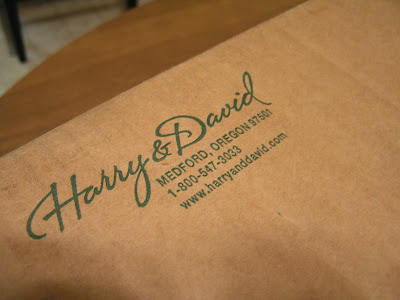 Harry & David
MEDFORD, OREGON 97501
1-800-547-3033
www.harryanddavid.com